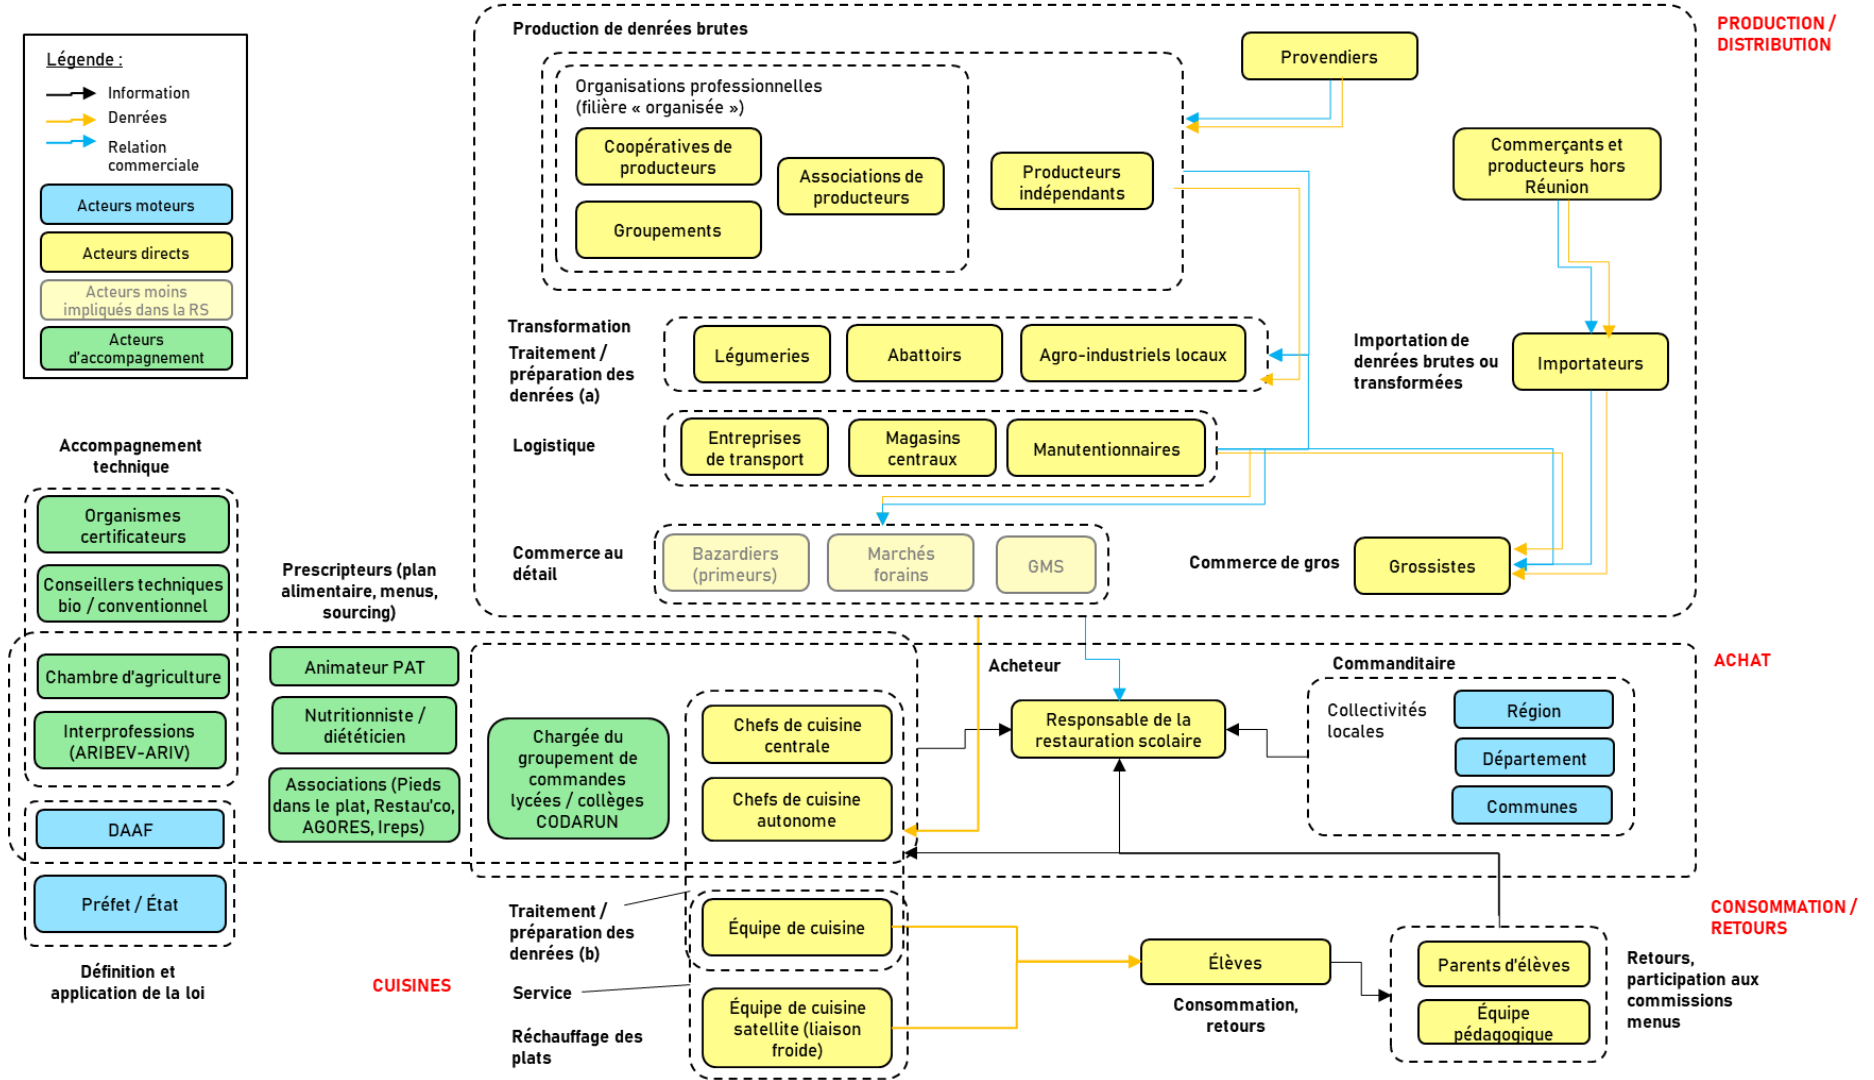 Légende :
Information
Denrées
Relation
commerciale
Acteurs moteurs
Acteurs directs
Acteurs moins
impliqués dans la RS
Acteurs
d'accompagnement
PRODUCTION /
DISTRIBUTION
Production de denrées brutes
Organisations professionnelles
(filière « organisée »)
Coopératives de
producteurs
Associations de
producteurs
Groupements
Producteurs
indépendants
Provendiers
Commerçants et
producteurs hors
Réunion
Transformation
Traitement /
préparation des
denrées (a)
Légumeries
Abattoirs
Agro-industriels locaux
Importation de
denrées brutes ou
transformées
Importateurs
Logistique
Entreprises
de transport
Magasins
centraux
Manutentionnaires
Commerce au
détail
Bazardiers
(primeurs)
Marchés
forains
GMS
Commerce de gros
Grossistes
Accompagnement
technique
Organismes
certificateurs
Conseillers techniques
bio / conventionnel
Chambre d'agriculture
Interprofessions
(ARIBEV-ARIV)
DAAF
Préfet / État
Définition et
application de la loi
Prescripteurs (plan
alimentaire, menus,
sourcing)
Animateur PAT
Nutritionniste /
diététicien
Associations (Pieds
dans le plat, Restau'co,
AGORES, Ireps)
Chargée du
groupement de
commandes
lycées / collèges
CODARUN
Chefs de cuisine
centrale
Chefs de cuisine
autonome
Acheteur
Responsable de la
restauration scolaire
Commanditaire
Collectivités
locales
Région
Département
Communes
ACHAT
CUISINES
Traitement /
préparation des
denrées (b)
Service
Réchauffage des
plats
Équipe de cuisine
Équipe de cuisine
satellite (liaison
froide)
Élèves
Consommation,
retours
Parents d'élèves
Équipe
pédagogique
Retours,
participation aux
commissions
menus
CONSOMMATION /
RETOURS